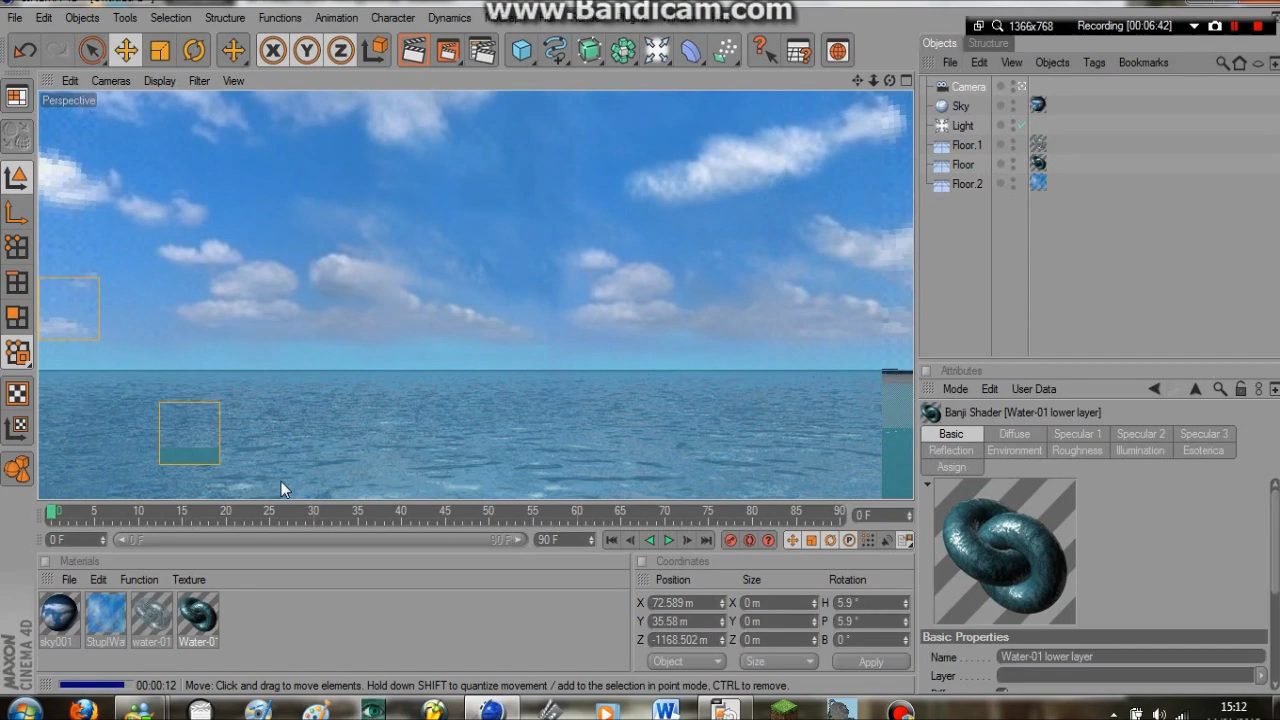 www.Bandicam.com
File Edit Objects Tools Selection Structure Functions Animation Character Dynamics
1366x768 Recording [00:06:42]
Objects Structure
File Edit View Objects Tags Bookmarks
Edit Cameras Display Filter View
Perspective
Camera
Sky
Light
Floor.1
Floor
Floor.2
Attributes
Mode Edit User Data
Banji Shader [Water-01 lower layer]
Basic Diffuse Specular 1 Specular 2 Specular 3
Reflection Environment Roughness Illumination Esoterica
Assign
0 5 10 15 20 25 30 35 40 45 50 55 60 65 70 75 80 85 90 0 F
0 F 0 F 90 F 90 F
Materials
File Edit Function Texture
sky001 StuplWa water-01 Water-0
Coordinates
Position Size Rotation
X 72.589 m X 0 m H 5.9 °
Y 35.58 m Y 0 m P 5.9 °
Z -1168.502 m Z 0 m B 0 °
Object Size Apply
Basic Properties
Name Water-01 lower layer
Layer
00:00:12 Move: Click and drag to move elements. Hold down SHIFT to quantize movement / add to the selection in point mode, CTRL to remove.
MAXON
CINEMA 4D
15:12